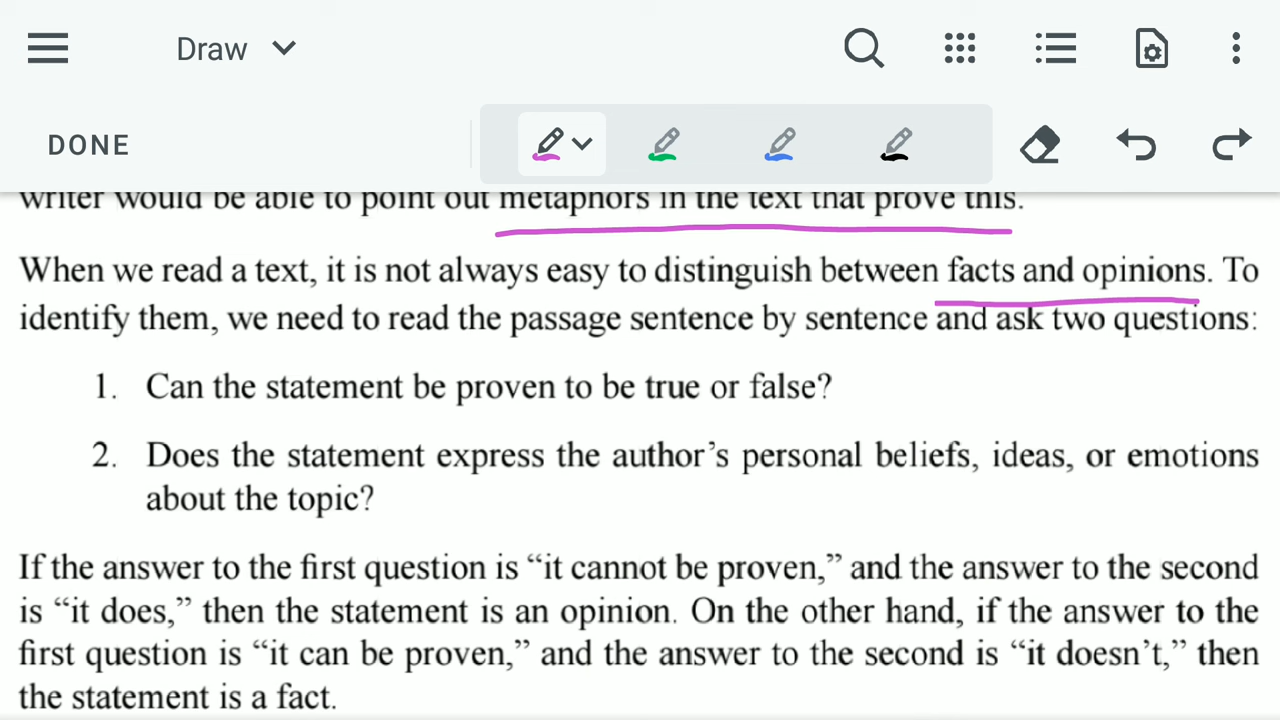 Draw
DONE
writer would be able to point out metaphors in the text that prove this.
When we read a text, it is not always easy to distinguish between facts and opinions. To
identify them, we need to read the passage sentence by sentence and ask two questions:
1. Can the statement be proven to be true or false?
2. Does the statement express the author’s personal beliefs, ideas, or emotions
about the topic?
If the answer to the first question is “it cannot be proven,” and the answer to the second
is “it does,” then the statement is an opinion. On the other hand, if the answer to the
first question is “it can be proven,” and the answer to the second is “it doesn’t,” then
the statement is a fact.